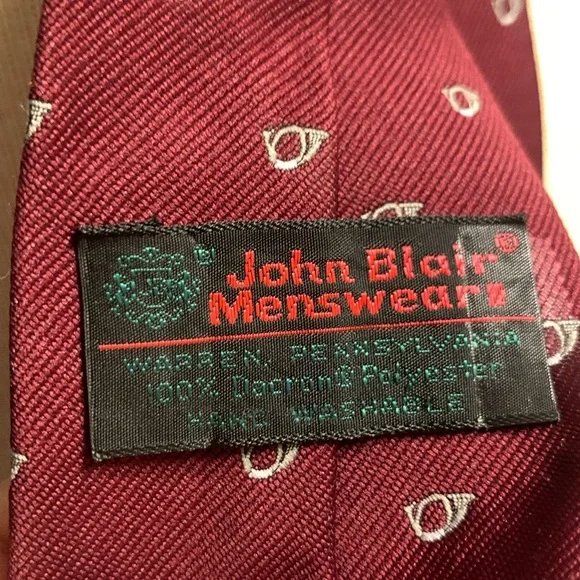 John Blair®
Menswear
WARREN, PENNSYLVANIA
100% Dacron® Polyester
HAND WASHABLE